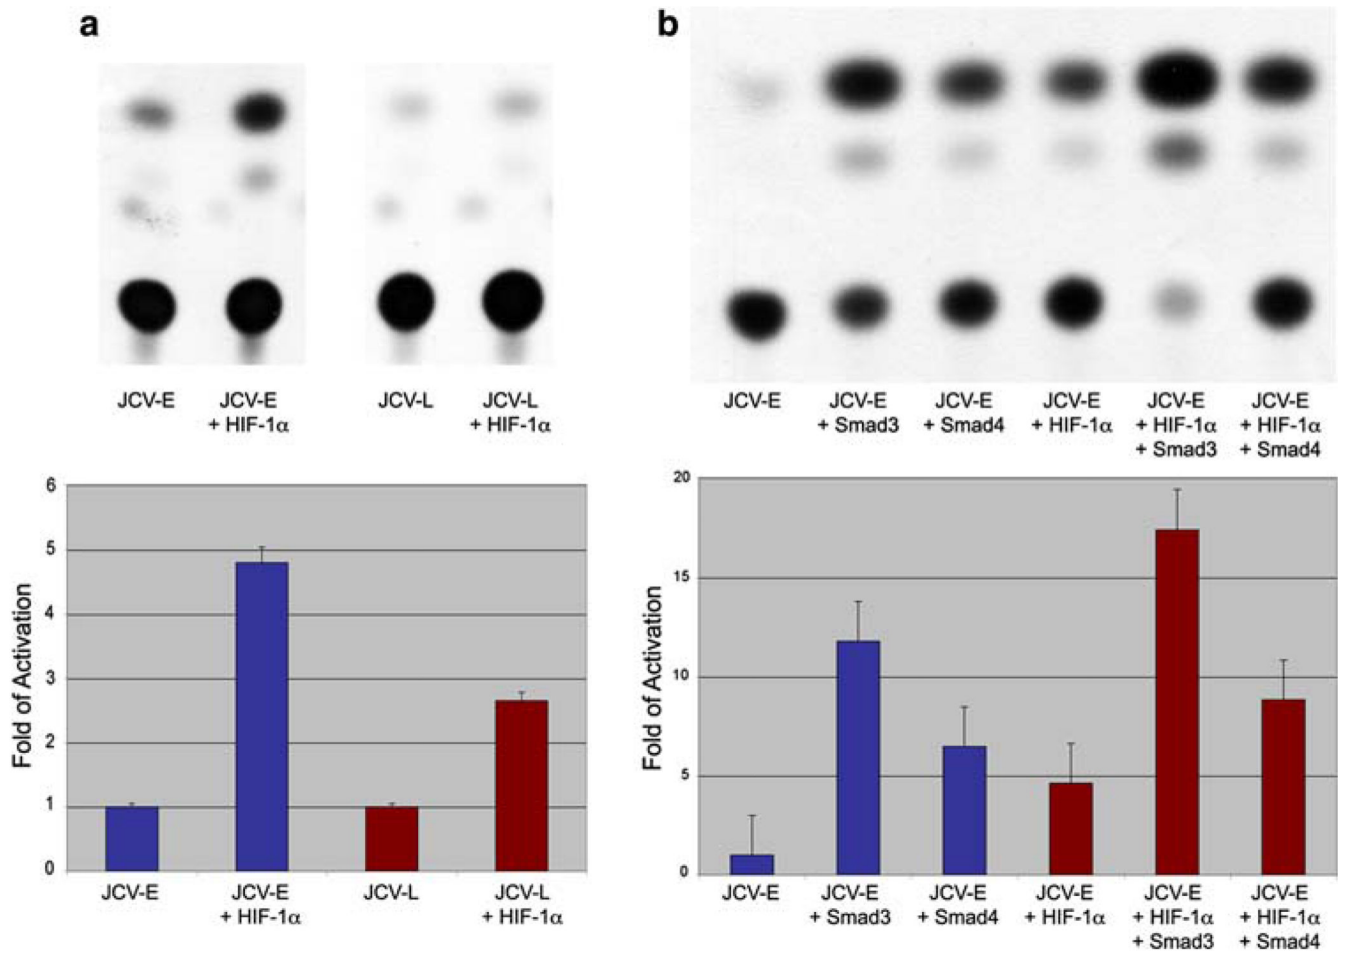 a
JCV-E
JCV-E
+ HIF-1α
JCV-L
JCV-L
+ HIF-1α
Fold of Activation
6
5
4
3
2
1
0
JCV-E
JCV-E
+ HIF-1α
JCV-L
JCV-L
+ HIF-1α
b
JCV-E
JCV-E
+ Smad3
JCV-E
+ Smad4
JCV-E
+ HIF-1α
JCV-E
+ HIF-1α
+ Smad3
JCV-E
+ HIF-1α
+ Smad4
Fold of Activation
20
15
10
5
0
JCV-E
JCV-E
+ Smad3
JCV-E
+ Smad4
JCV-E
+ HIF-1α
JCV-E
+ HIF-1α
+ Smad3
JCV-E
+ HIF-1α
+ Smad4